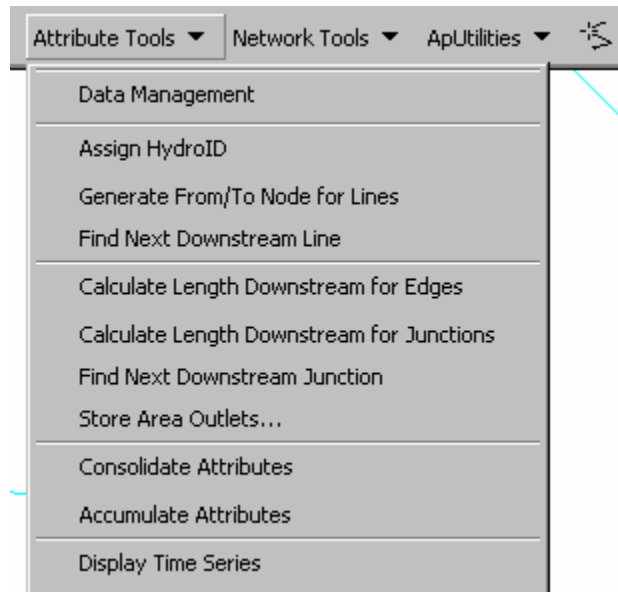 Attribute Tools Network Tools ApUtilities
Data Management
Assign HydroID
Generate From/To Node for Lines
Find Next Downstream Line
Calculate Length Downstream for Edges
Calculate Length Downstream for Junctions
Find Next Downstream Junction
Store Area Outlets...
Consolidate Attributes
Accumulate Attributes
Display Time Series